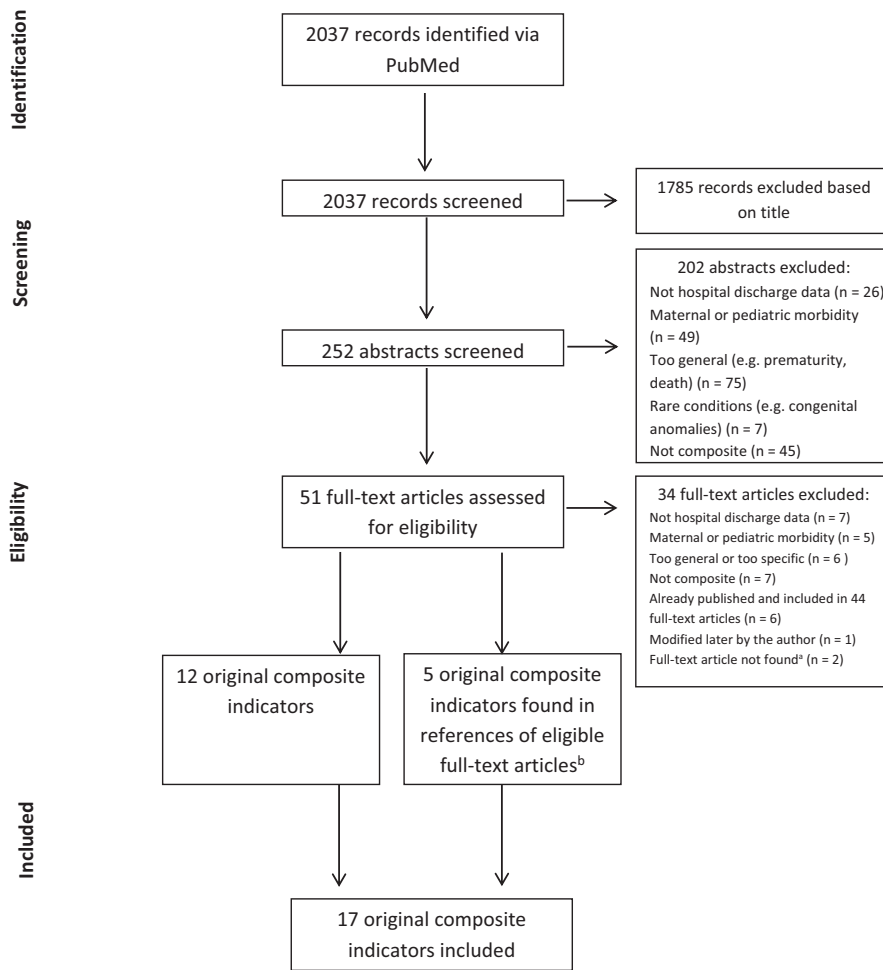 Identification
2037 records identified via
PubMed
Screening
2037 records screened
1785 records excluded based
on title
202 abstracts excluded:
Not hospital discharge data (n = 26)
Maternal or pediatric morbidity
(n = 49)
Too general (e.g. prematurity,
death) (n = 75)
Rare conditions (e.g. congenital
anomalies) (n = 7)
Not composite (n = 45)
252 abstracts screened
Eligibility
51 full-text articles assessed
for eligibility
34 full-text articles excluded:
Not hospital discharge data (n = 7)
Maternal or pediatric morbidity (n = 5)
Too general or too specific (n = 6 )
Not composite (n = 7)
Already published and included in 44
full-text articles (n = 6)
Modified later by the author (n = 1)
Full-text article not foundᵃ (n = 2)
12 original composite
indicators
5 original composite
indicators found in
references of eligible
full-text articlesᵇ
Included
17 original composite
indicators included